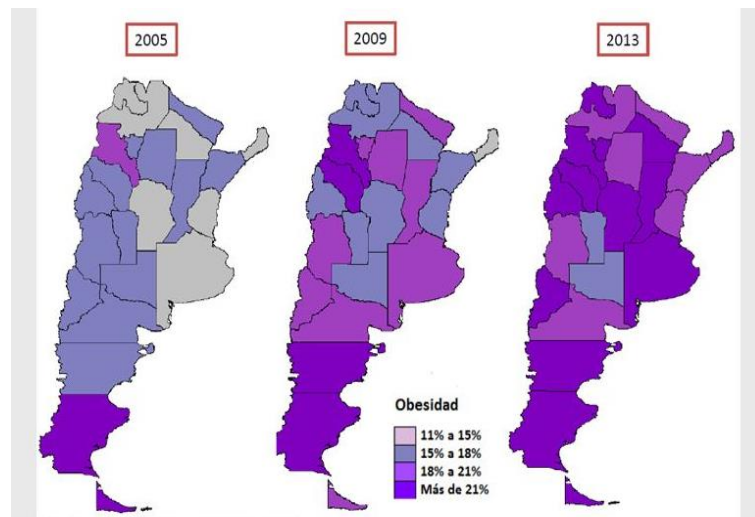 2005
2009
2013
Obesidad
11% a 15%
15% a 18%
18% a 21%
Más de 21%